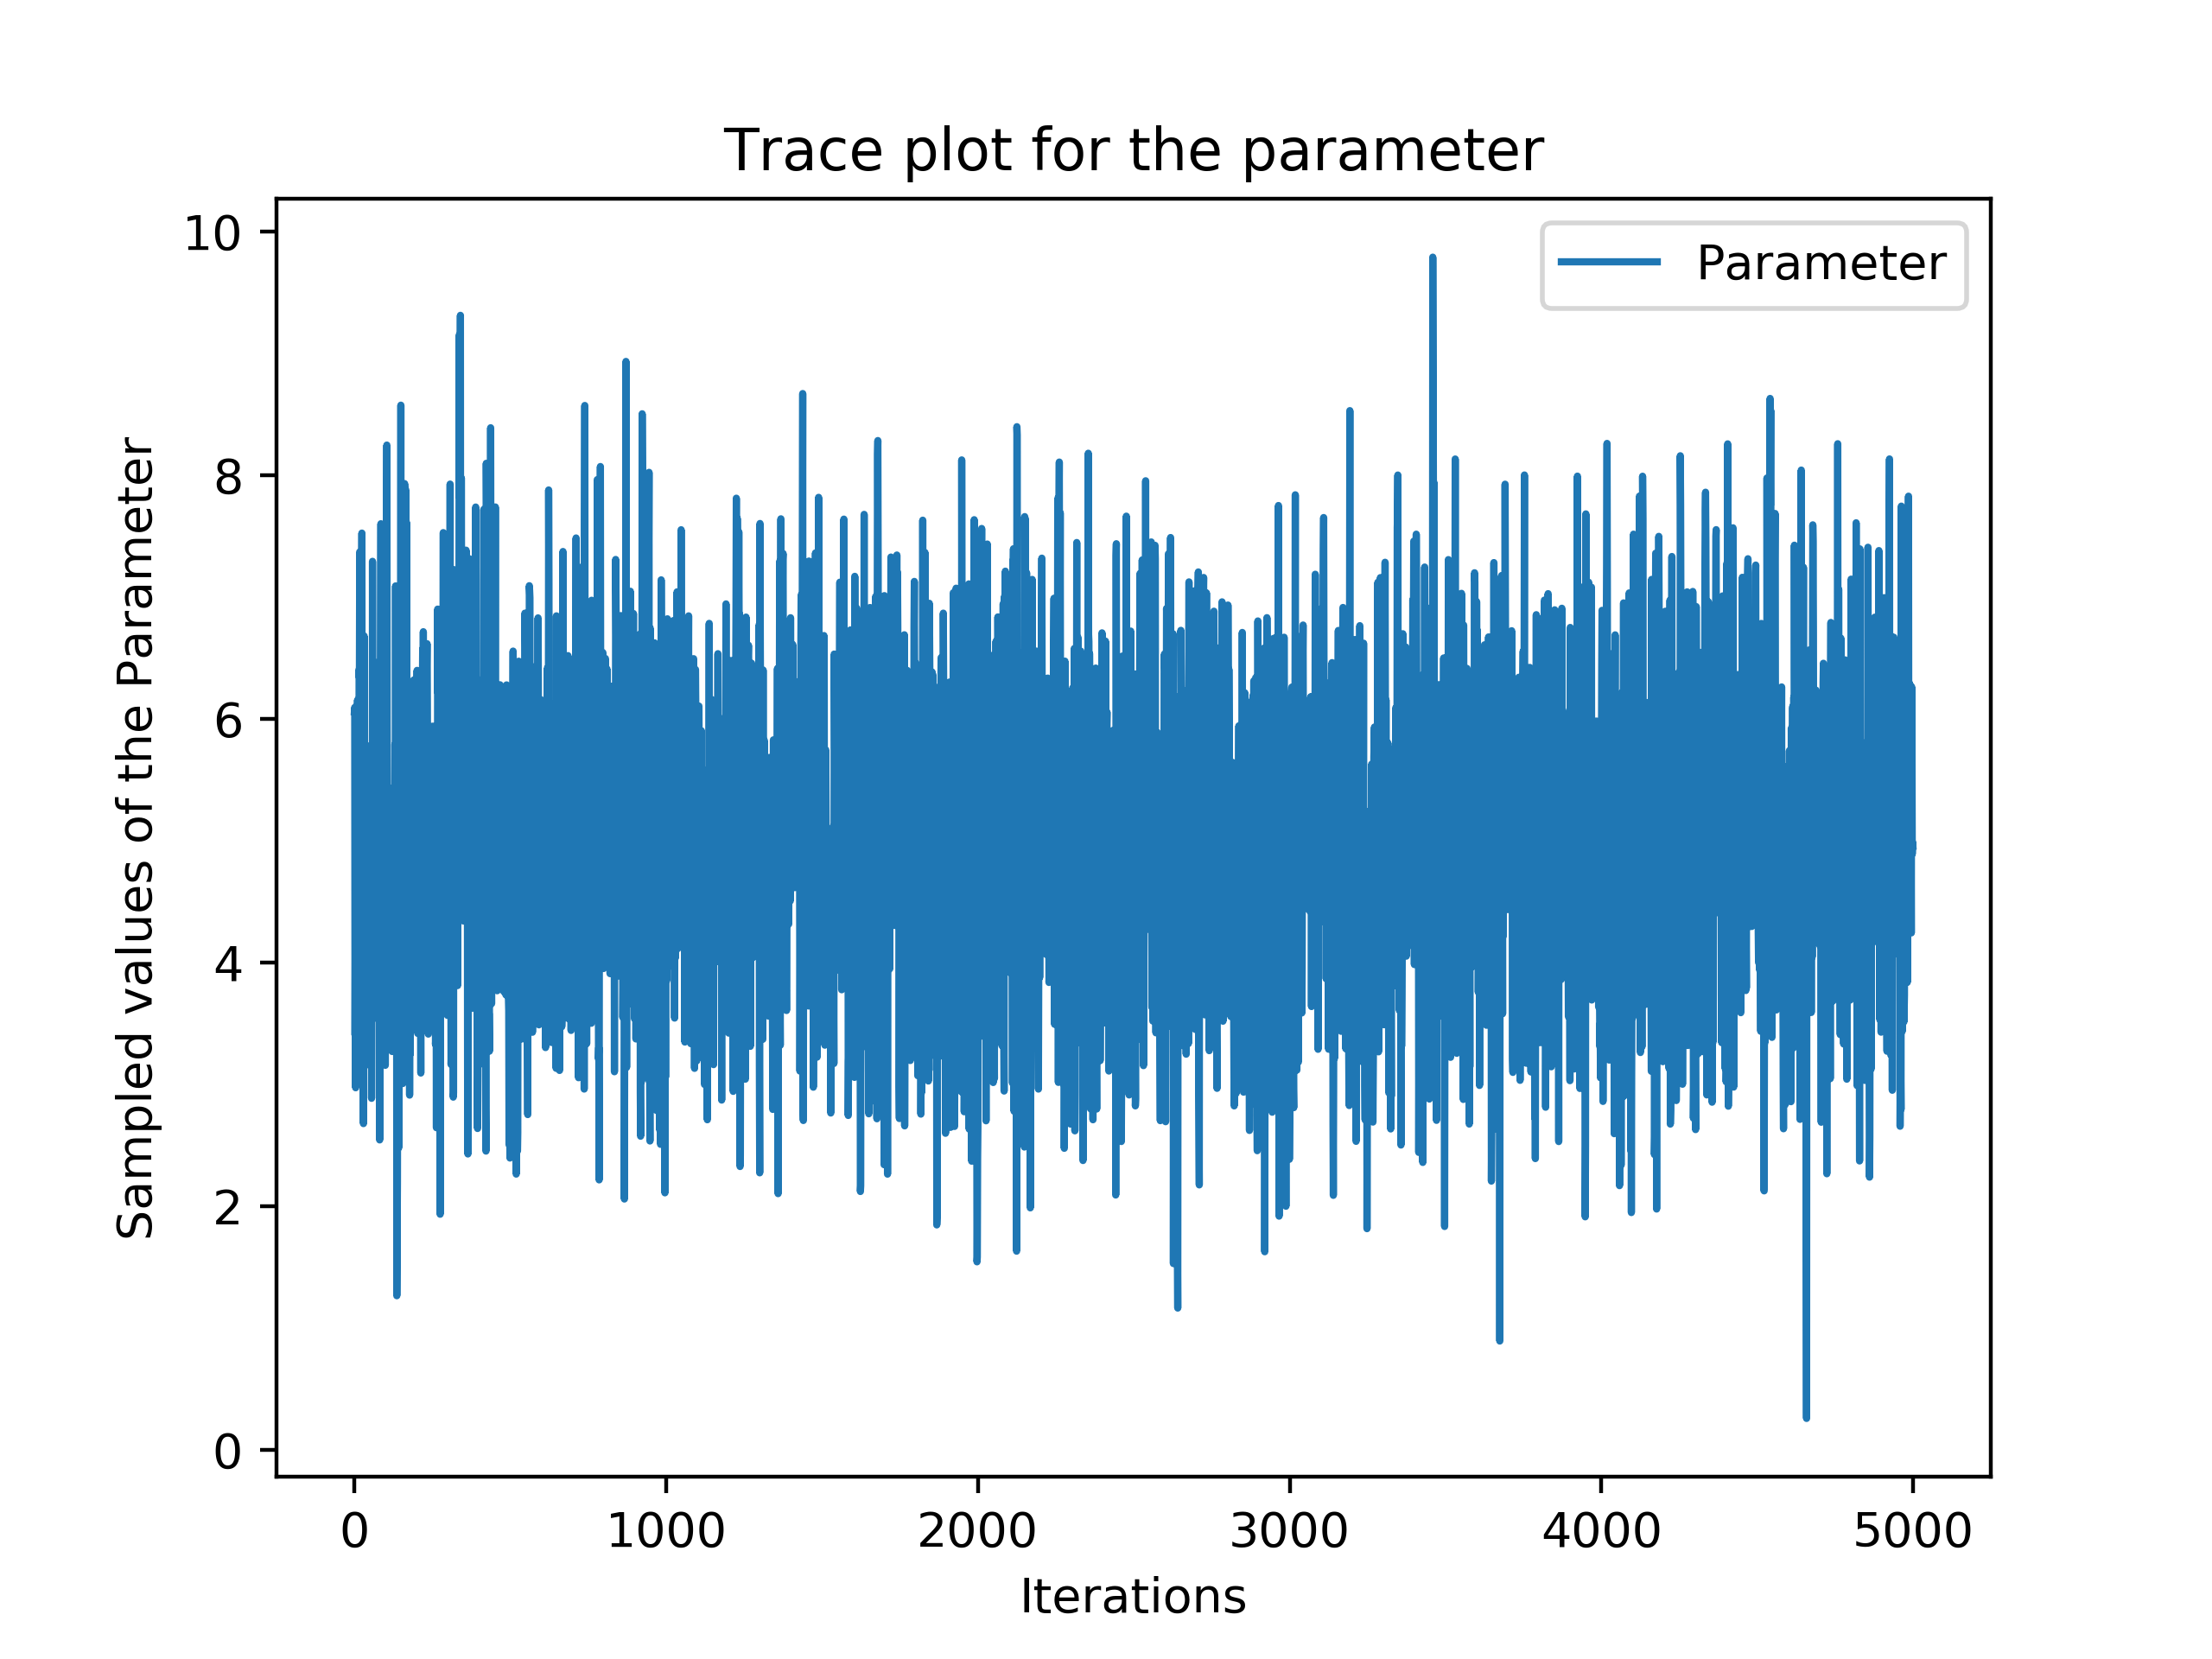 Trace plot for the parameter
Parameter
Sampled values of the Parameter
10
8
6
4
2
0
0 1000 2000 3000 4000 5000
Iterations